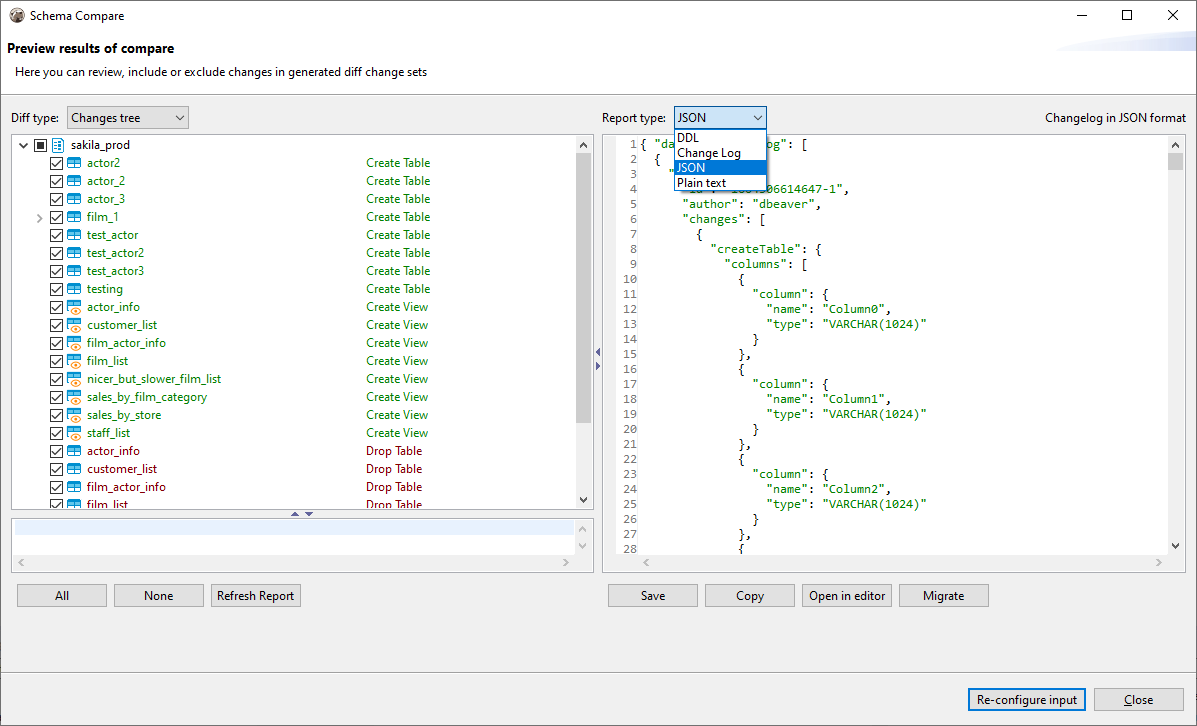 Schema Compare
Preview results of compare
Here you can review, include or exclude changes in generated diff change sets
Diff type: Changes tree
sakila_prod
actor2 Create Table
actor_2 Create Table
actor_3 Create Table
film_1 Create Table
test_actor Create Table
test_actor2 Create Table
test_actor3 Create Table
testing Create Table
actor_info Create View
customer_list Create View
film_actor_info Create View
film_list Create View
nicer_but_slower_film_list Create View
sales_by_film_category Create View
sales_by_store Create View
staff_list Create View
actor_info Drop Table
customer_list Drop Table
film_actor_info Drop Table
film_list Drop Table
All None Refresh Report
Report type: JSON Changelog in JSON format
DDL
Change Log
JSON
Plain text
1 { "da og": [
2 {
3 "
4 614647-1",
5 "author": "dbeaver",
6 "changes": [
7 {
8 "createTable": {
9 "columns": [
10 {
11 "column": {
12 "name": "Column0",
13 "type": "VARCHAR(1024)"
14 }
15 },
16 {
17 "column": {
18 "name": "Column1",
19 "type": "VARCHAR(1024)"
20 }
21 },
22 {
23 "column": {
24 "name": "Column2",
25 "type": "VARCHAR(1024)"
26 }
27 },
28 {
Save Copy Open in editor Migrate
Re-configure input Close